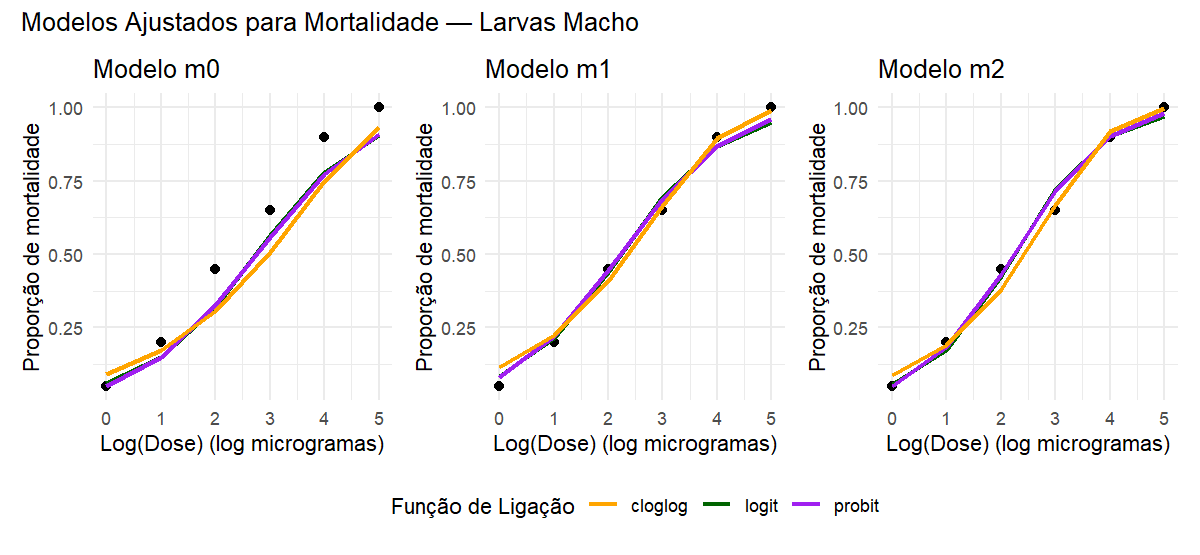 Modelos Ajustados para Mortalidade — Larvas Macho
Modelo m0
Modelo m1
Modelo m2
Proporção de mortalidade
1.00
0.75
0.50
0.25
0 1 2 3 4 5
Log(Dose) (log microgramas)
Proporção de mortalidade
1.00
0.75
0.50
0.25
0 1 2 3 4 5
Log(Dose) (log microgramas)
Proporção de mortalidade
1.00
0.75
0.50
0.25
0 1 2 3 4 5
Log(Dose) (log microgramas)
Função de Ligação cloglog logit probit